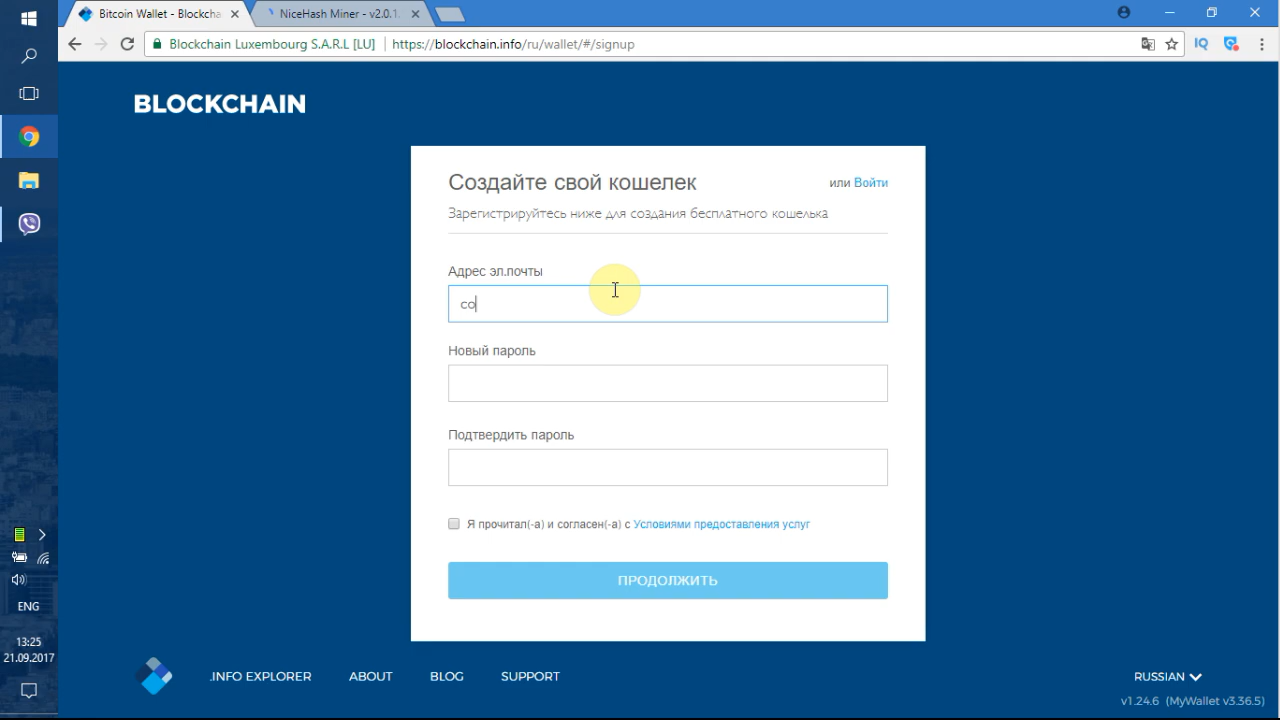 Bitcoin Wallet - Blockcha
NiceHash Miner - v2.0.1.
Blockchain Luxembourg S.A.R.L [LU]
https://blockchain.info/ru/wallet/#/signup
IQ
BLOCKCHAIN
Создайте свой кошелек
или Войти
Зарегистрируйтесь ниже для создания бесплатного кошелька
Адрес эл.почты
co
Новый пароль
Подтвердить пароль
Я прочитал(-а) и согласен(-а) с Условиями предоставления услуг
ПРОДОЛЖИТЬ
ENG
13:25
21.09.2017
.INFO EXPLORER
ABOUT
BLOG
SUPPORT
RUSSIAN
v1.24.6 (MyWallet v3.36.5)